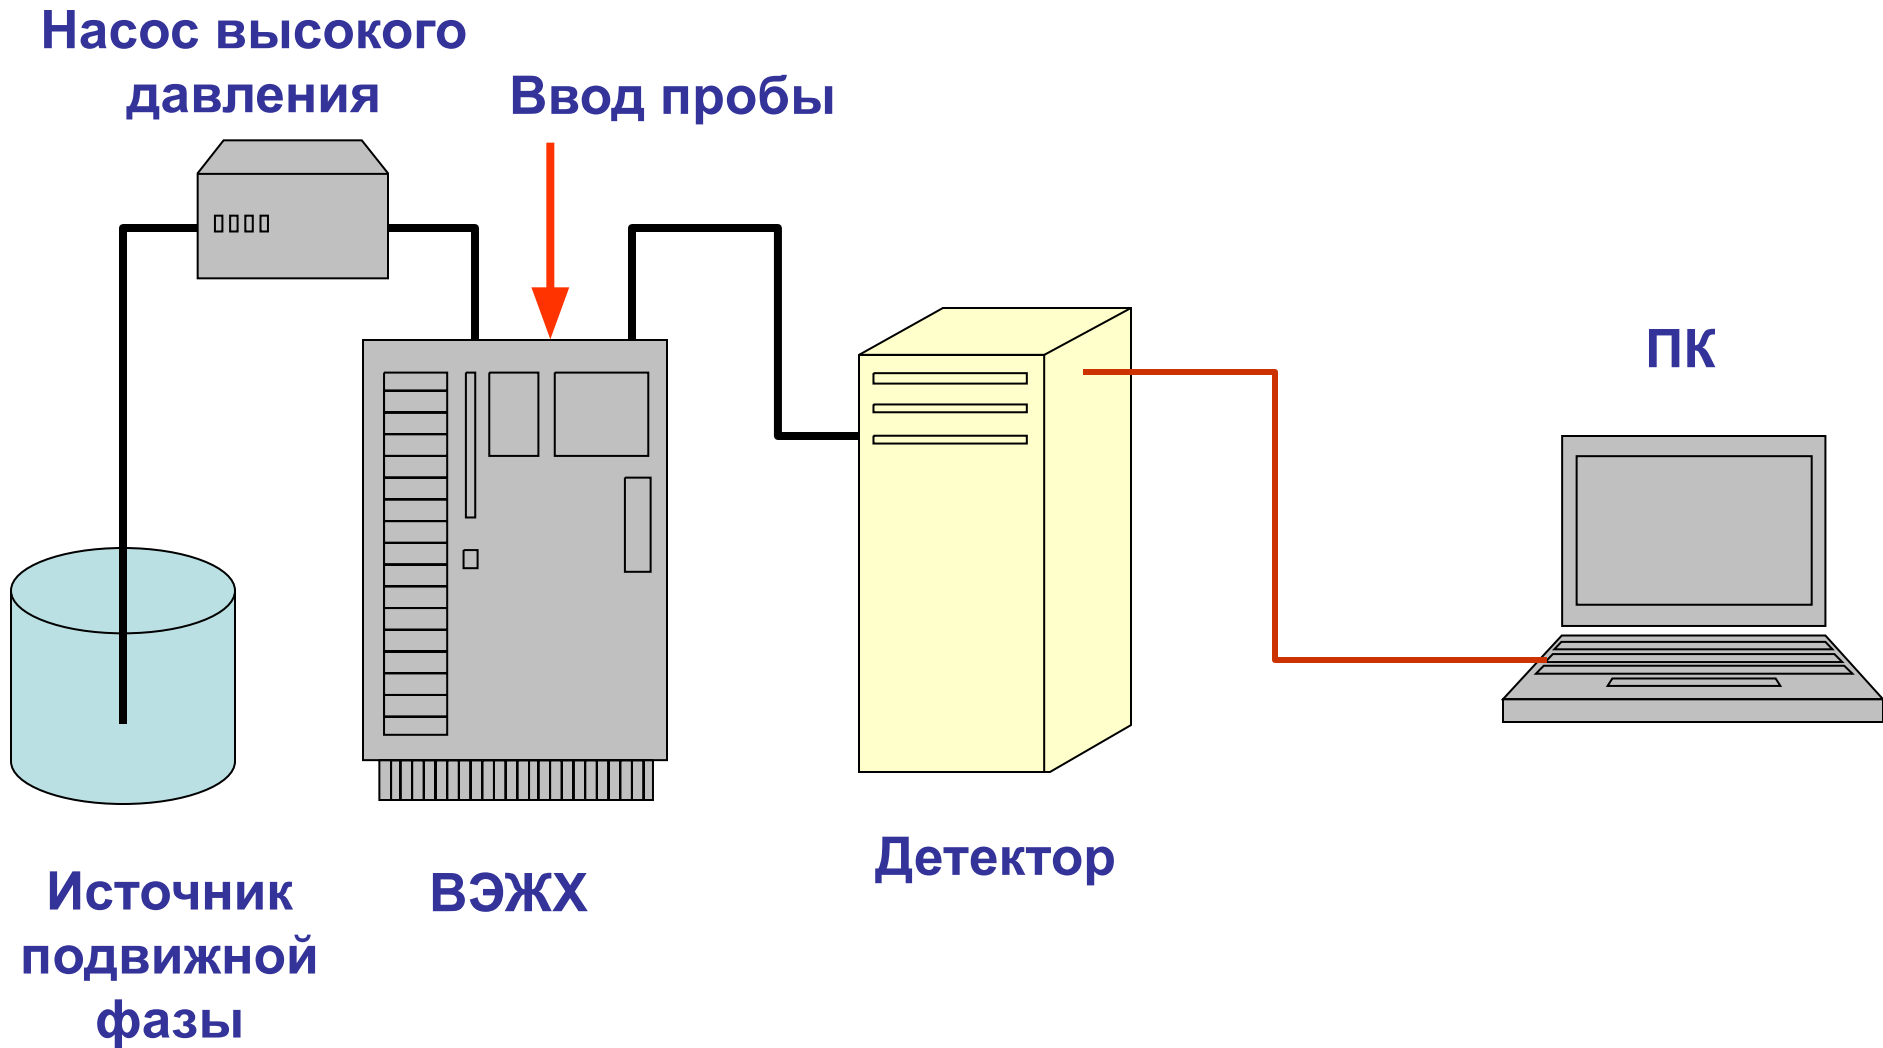 Насос высокого
давления
Ввод пробы
ПК
Детектор
ВЭЖХ
Источник
подвижной
фазы